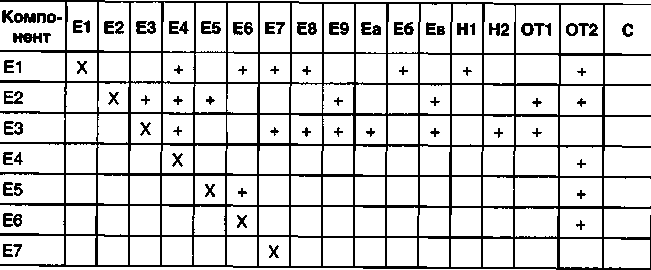 Компо-нент E1 E2 E3 E4 E5 E6 E7 E8 E9 Ea Eб Eв H1 H2 OT1 OT2 C
E1 X + + + + + + +
E2 X + + + + + + +
E3 X + + + + + + + +
E4 X +
E5 X + +
E6 X +
E7 X